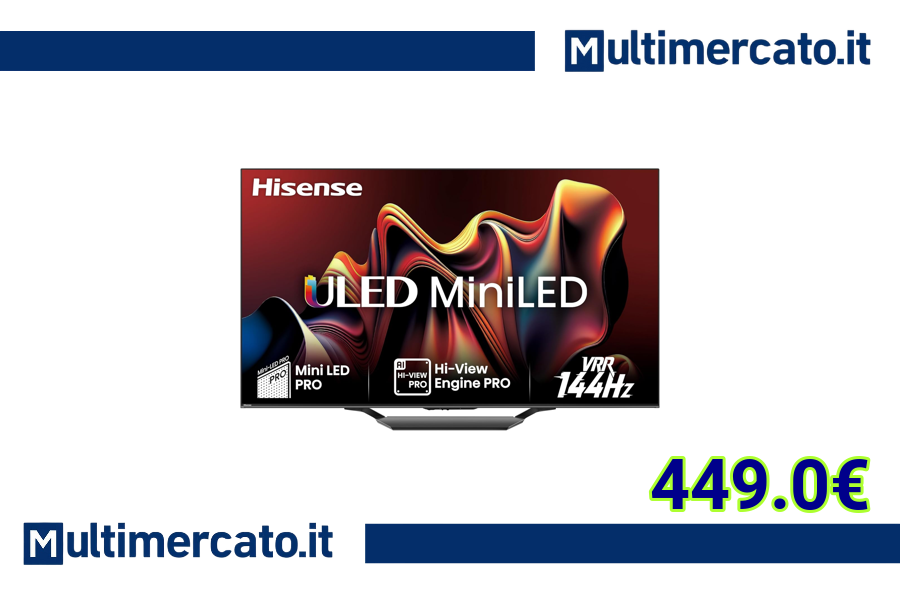 Multimercato.it
Hisense
ULED MiniLED
Mini-LED PRO
PRO
Mini LED
PRO
AI
HI-VIEW
PRO
Hi-View
Engine PRO
VRR
144Hz
449.0€
Multimercato.it